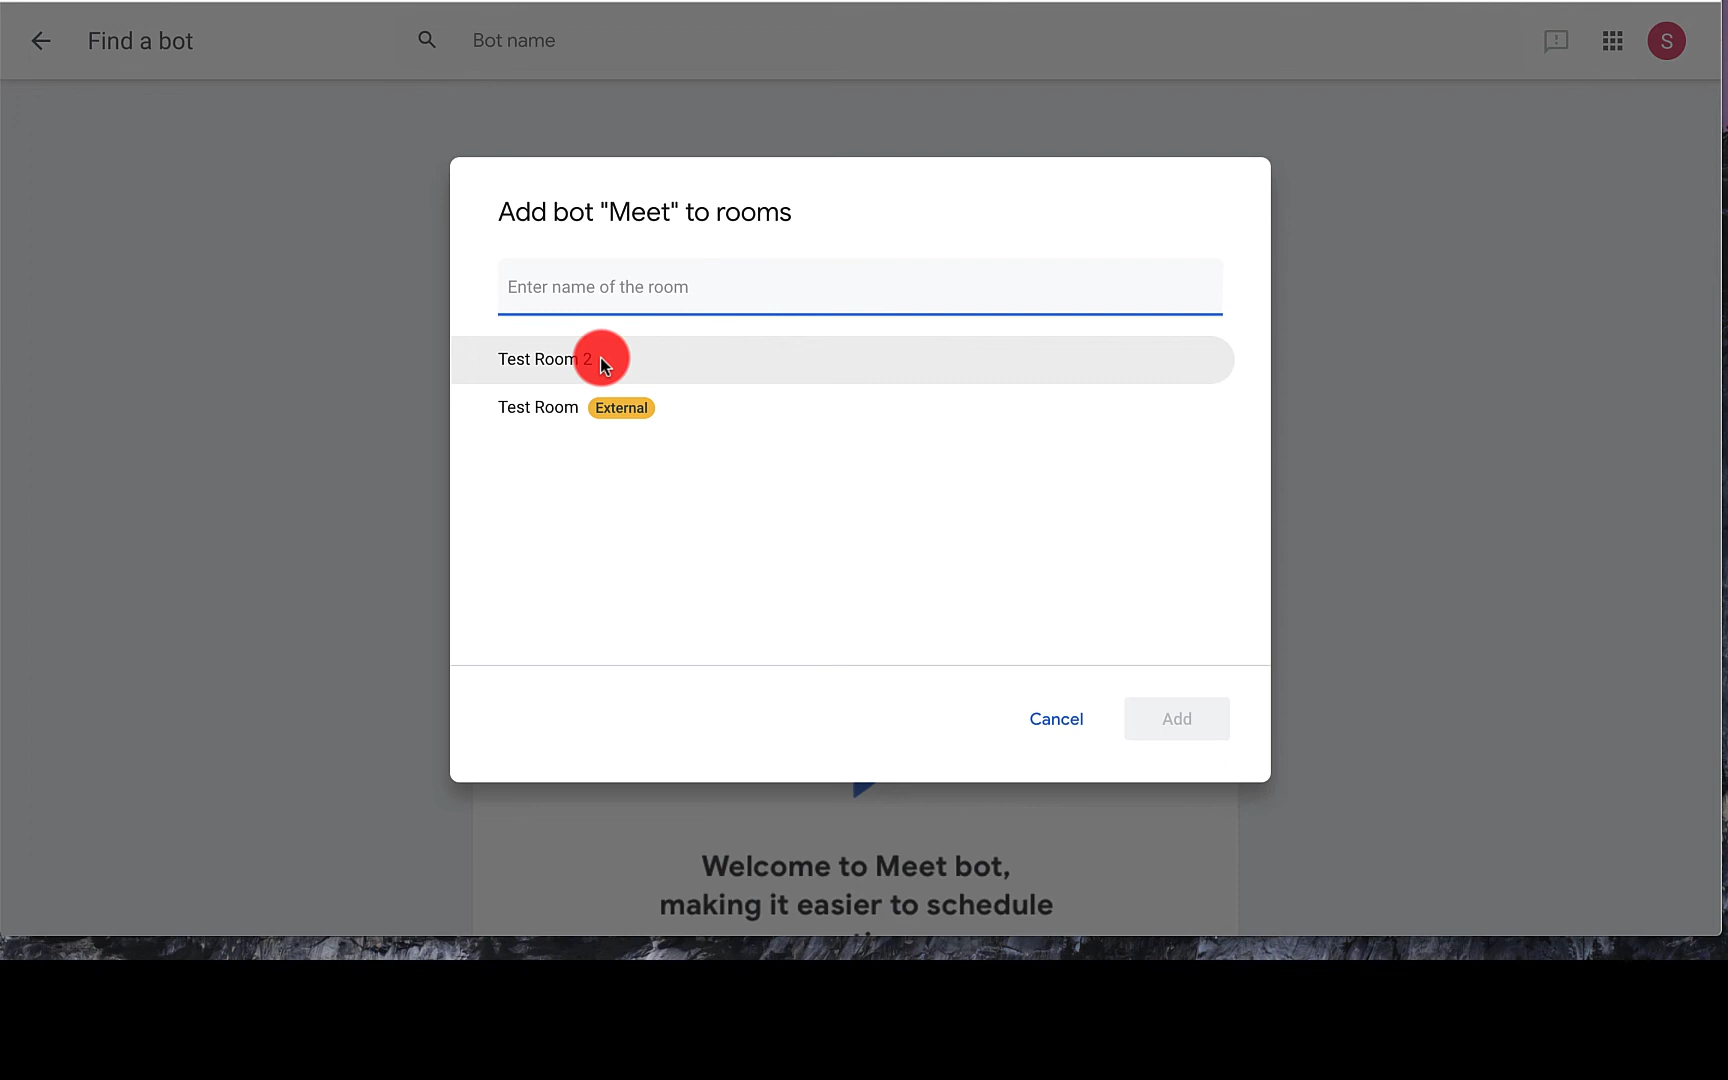 Find a bot
Bot name
S
Add bot "Meet" to rooms
Enter name of the room
Test Room 2
Test Room External
Cancel
Add
Welcome to Meet bot,
making it easier to schedule